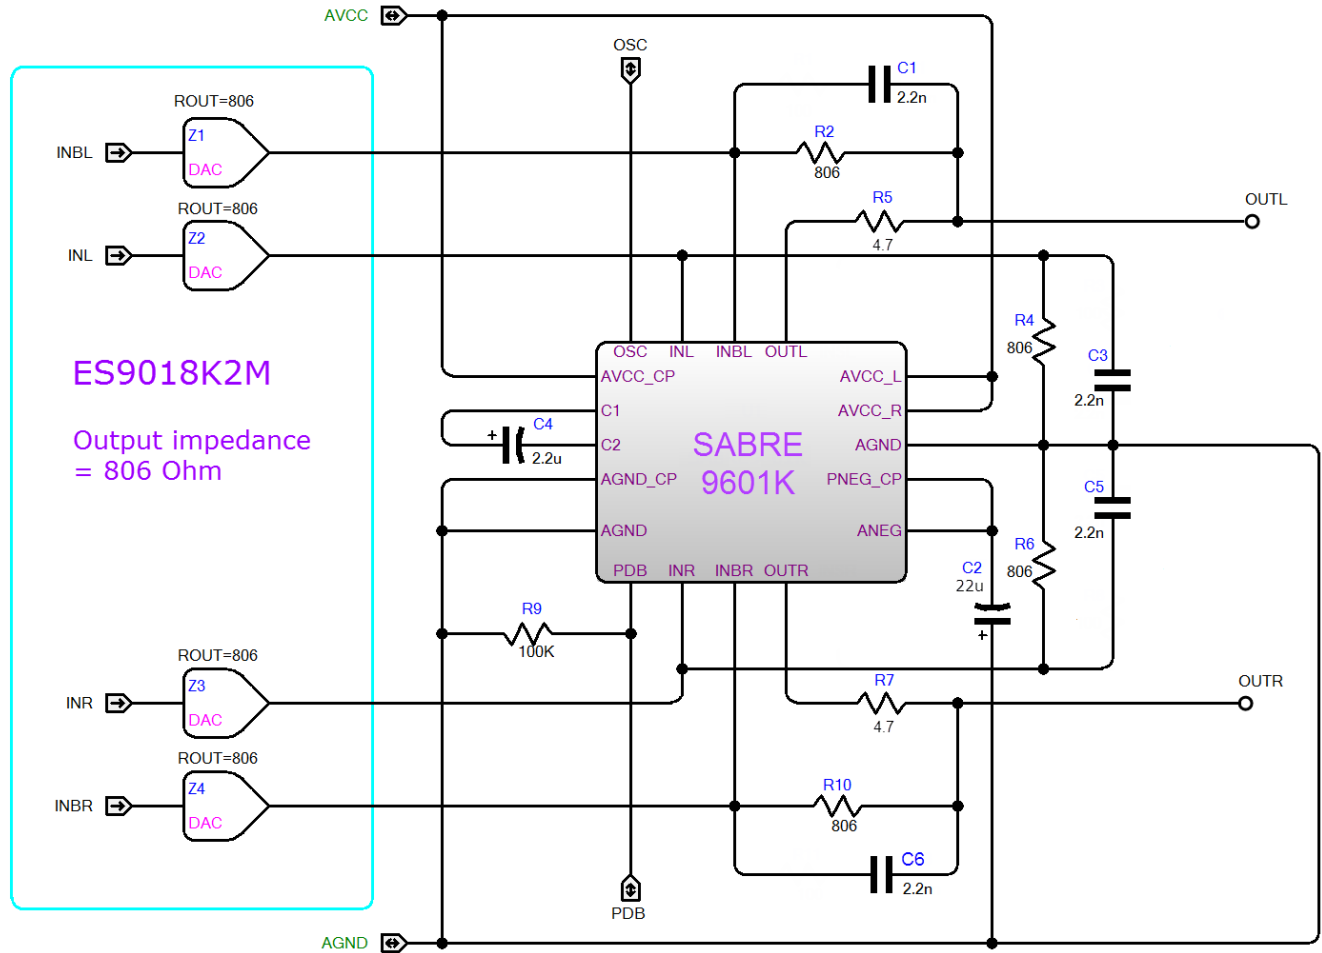 AVCC
OSC
C1
2.2n
ROUT=806
INBL
Z1
DAC
R2
806
ROUT=806
R5
4.7
OUTL
INL
Z2
DAC
R4
806
C3
2.2n
OSC INL INBL OUTL
AVCC_CP
AVCC_L
C1
AVCC_R
C4
+
2.2u
C2
AGND
AGND_CP
PNEG_CP
AGND
ANEG
PDB INR INBR OUTR
SABRE
9601K
ES9018K2M
Output impedance
= 806 Ohm
C5
2.2n
R6
806
C2
22u
+
R9
100K
ROUT=806
INR
Z3
DAC
R7
4.7
OUTR
ROUT=806
INBR
Z4
DAC
R10
806
C6
2.2n
PDB
AGND